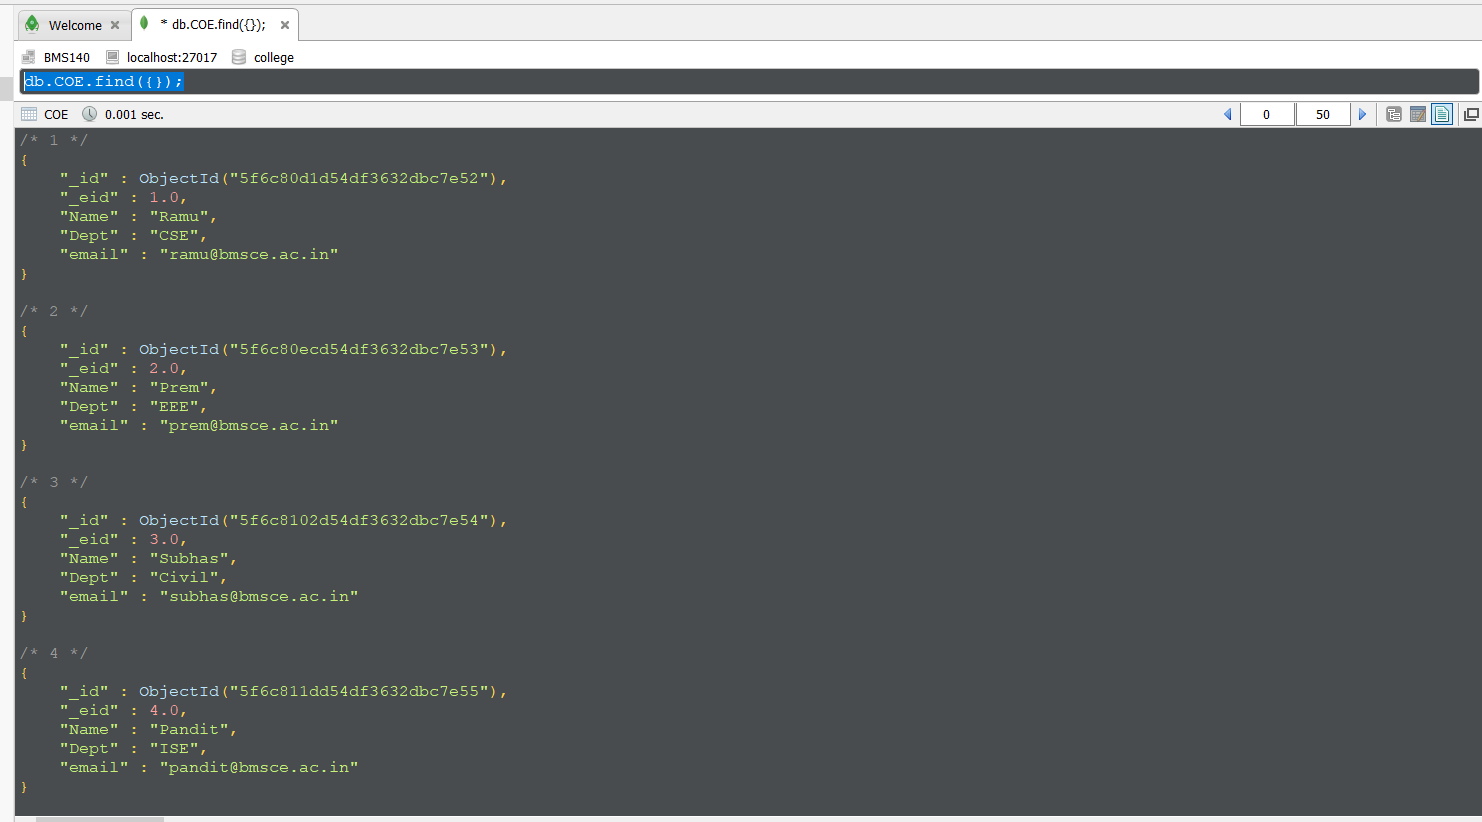 Welcome
* db.COE.find({});
BMS140 localhost:27017 college
db.COE.find({});
COE 0.001 sec. 0 50
/* 1 */
{
"_id" : ObjectId("5f6c80d1d54df3632dbc7e52"),
"_eid" : 1.0,
"Name" : "Ramu",
"Dept" : "CSE",
"email" : "ramu@bmsce.ac.in"
}
/* 2 */
{
"_id" : ObjectId("5f6c80ecd54df3632dbc7e53"),
"_eid" : 2.0,
"Name" : "Prem",
"Dept" : "EEE",
"email" : "prem@bmsce.ac.in"
}
/* 3 */
{
"_id" : ObjectId("5f6c8102d54df3632dbc7e54"),
"_eid" : 3.0,
"Name" : "Subhas",
"Dept" : "Civil",
"email" : "subhas@bmsce.ac.in"
}
/* 4 */
{
"_id" : ObjectId("5f6c811dd54df3632dbc7e55"),
"_eid" : 4.0,
"Name" : "Pandit",
"Dept" : "ISE",
"email" : "pandit@bmsce.ac.in"
}